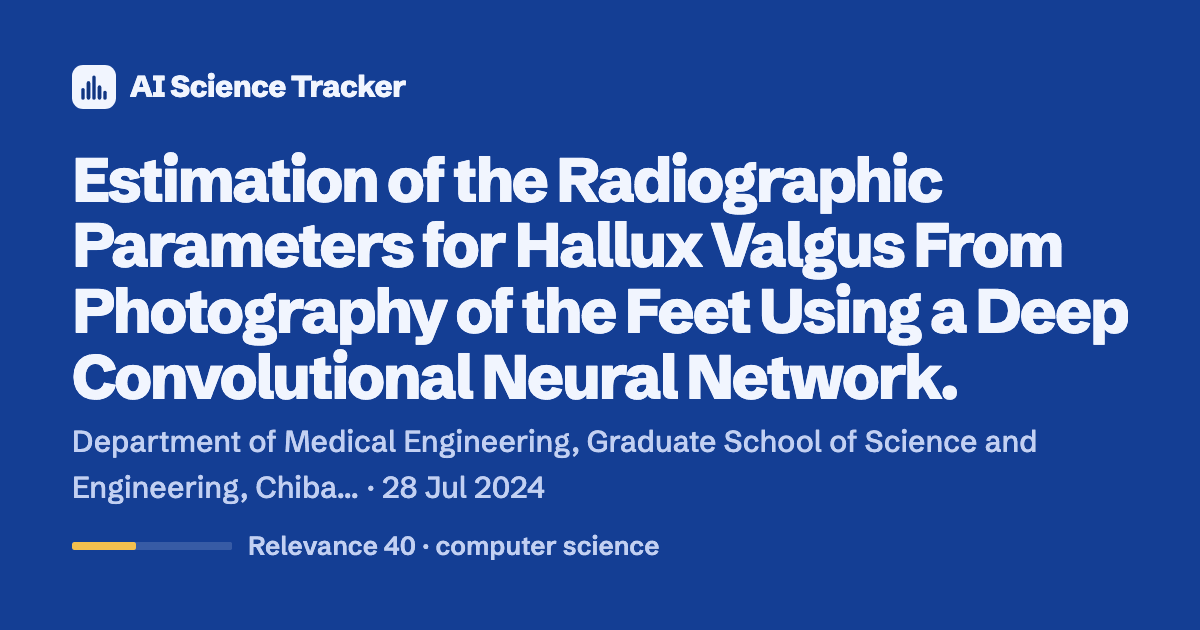 AI Science Tracker
Estimation of the Radiographic
Parameters for Hallux Valgus From
Photography of the Feet Using a Deep
Convolutional Neural Network.
Department of Medical Engineering, Graduate School of Science and
Engineering, Chiba... · 28 Jul 2024
Relevance 40 · computer science